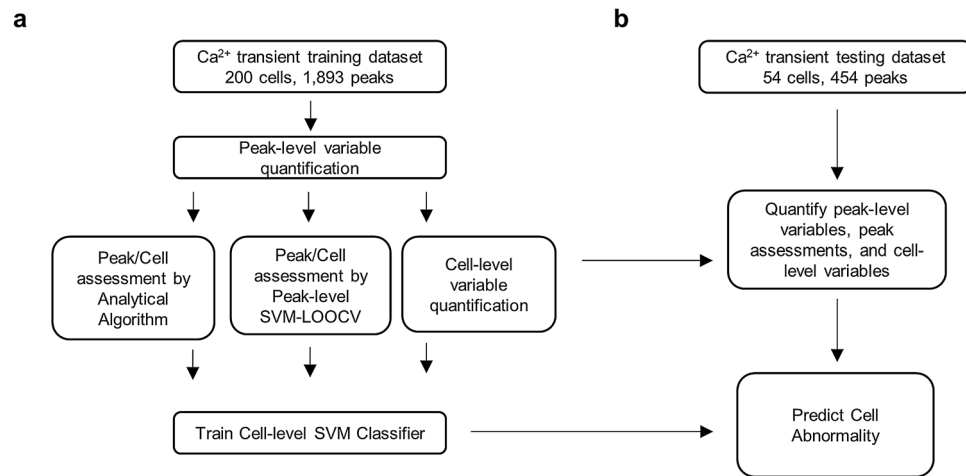 a
Ca²⁺ transient training dataset
200 cells, 1,893 peaks
Peak-level variable
quantification
Peak/Cell
assessment by
Analytical
Algorithm
Peak/Cell
assessment by
Peak-level
SVM-LOOCV
Cell-level
variable
quantification
Train Cell-level SVM Classifier
b
Ca²⁺ transient testing dataset
54 cells, 454 peaks
Quantify peak-level
variables, peak
assessments, and cell-
level variables
Predict Cell
Abnormality